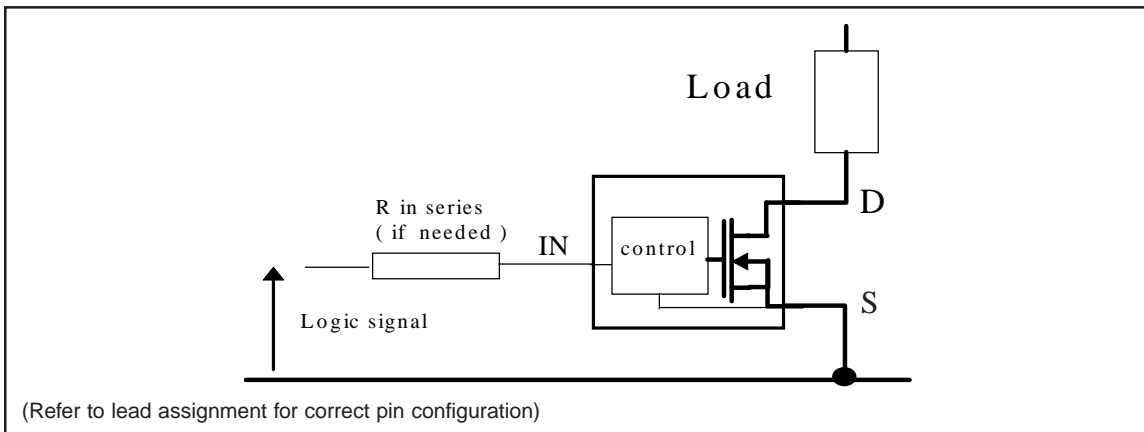 Load
D
R in series
( if needed )
IN
control
S
Logic signal
(Refer to lead assignment for correct pin configuration)